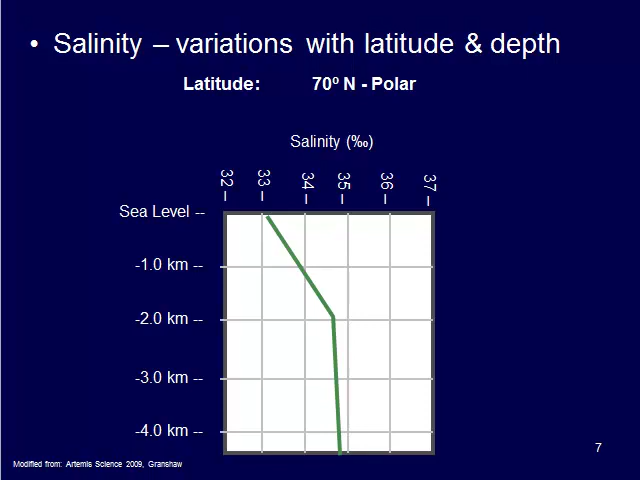 • Salinity – variations with latitude & depth
Latitude: 70º N - Polar
Salinity (‰)
32 – 33 – 34 – 35 – 36 – 37 –
Sea Level --
-1.0 km --
-2.0 km --
-3.0 km --
-4.0 km --
7
Modified from: Artemis Science 2009, Granshaw